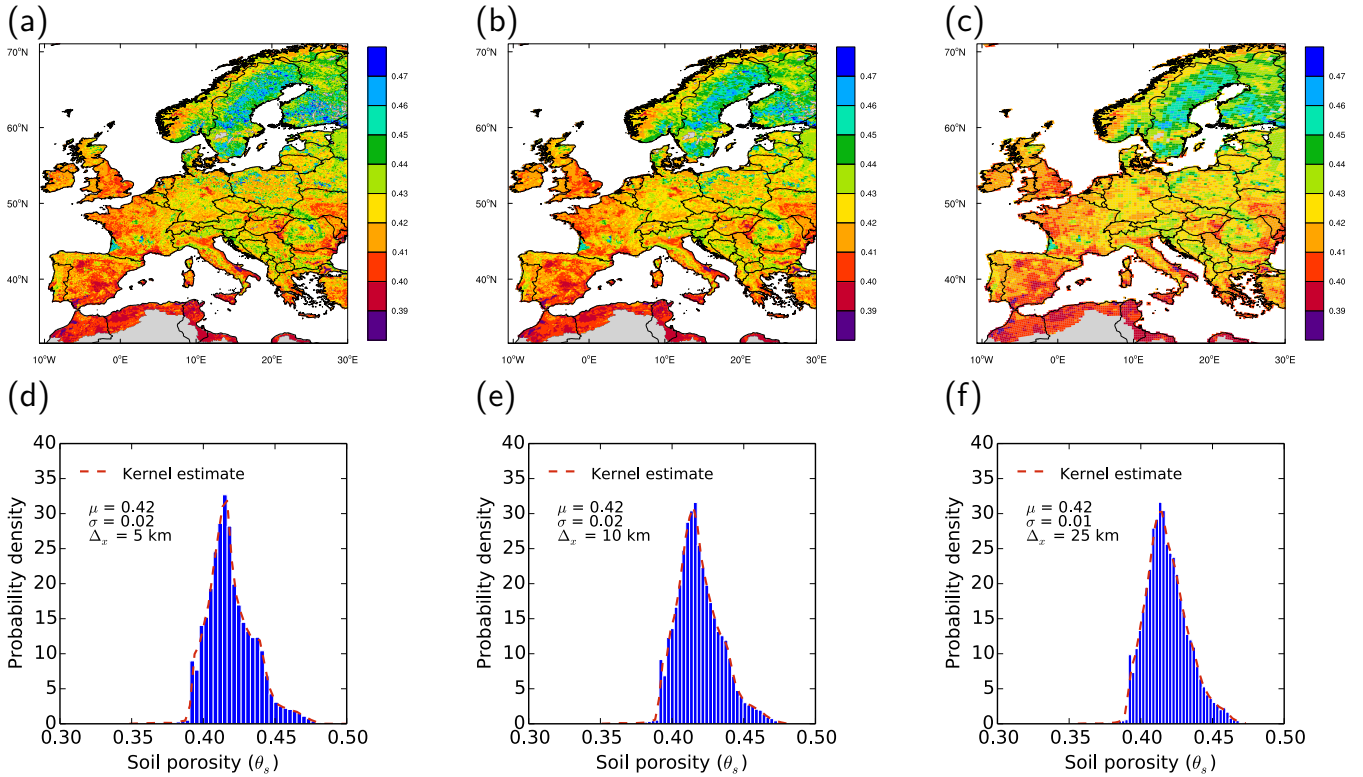 (a)
(b)
(c)
70°N
60°N
50°N
40°N
10°W 0°E 10°E 20°E 30°E
0.47
0.46
0.45
0.44
0.43
0.42
0.41
0.40
0.39
70°N
60°N
50°N
40°N
10°W 0°E 10°E 20°E 30°E
0.47
0.46
0.45
0.44
0.43
0.42
0.41
0.40
0.39
70°N
60°N
50°N
40°N
10°W 0°E 10°E 20°E 30°E
0.47
0.46
0.45
0.44
0.43
0.42
0.41
0.40
0.39
(d)
(e)
(f)
Probability density
40
35
30
25
20
15
10
5
0
Kernel estimate
μ = 0.42
σ = 0.02
Δx = 5 km
0.30 0.35 0.40 0.45 0.50
Soil porosity (θs)
Probability density
40
35
30
25
20
15
10
5
0
Kernel estimate
μ = 0.42
σ = 0.02
Δx = 10 km
0.30 0.35 0.40 0.45 0.50
Soil porosity (θs)
Probability density
40
35
30
25
20
15
10
5
0
Kernel estimate
μ = 0.42
σ = 0.01
Δx = 25 km
0.30 0.35 0.40 0.45 0.50
Soil porosity (θs)